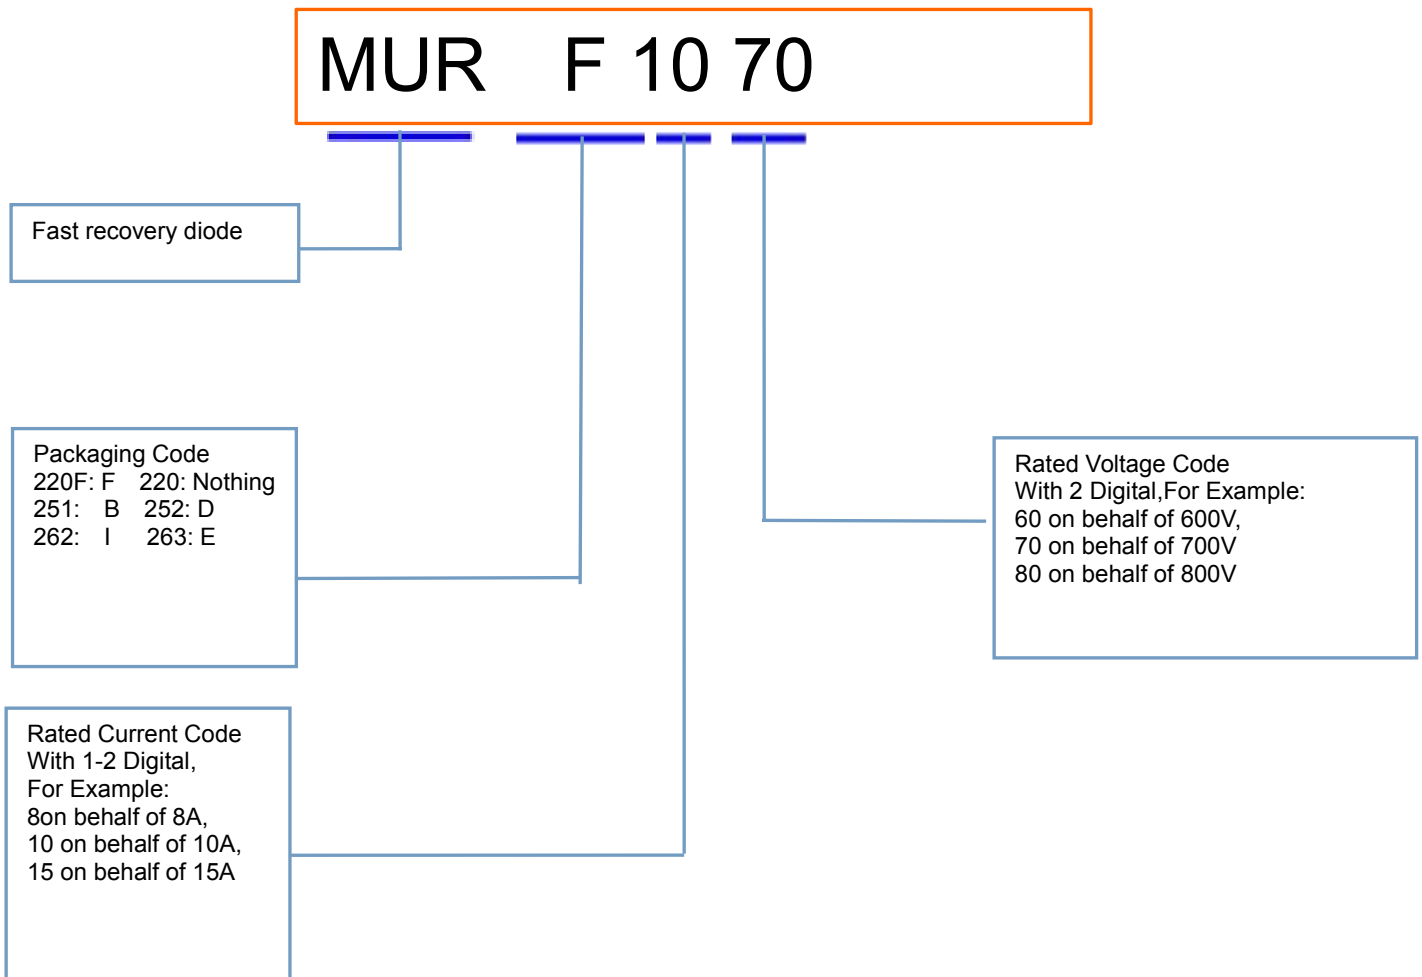 MUR F 10 70
Fast recovery diode
Packaging Code
220F: F 220: Nothing
251: B 252: D
262: I 263: E
Rated Voltage Code
With 2 Digital,For Example:
60 on behalf of 600V,
70 on behalf of 700V
80 on behalf of 800V
Rated Current Code
With 1-2 Digital,
For Example:
8on behalf of 8A,
10 on behalf of 10A,
15 on behalf of 15A